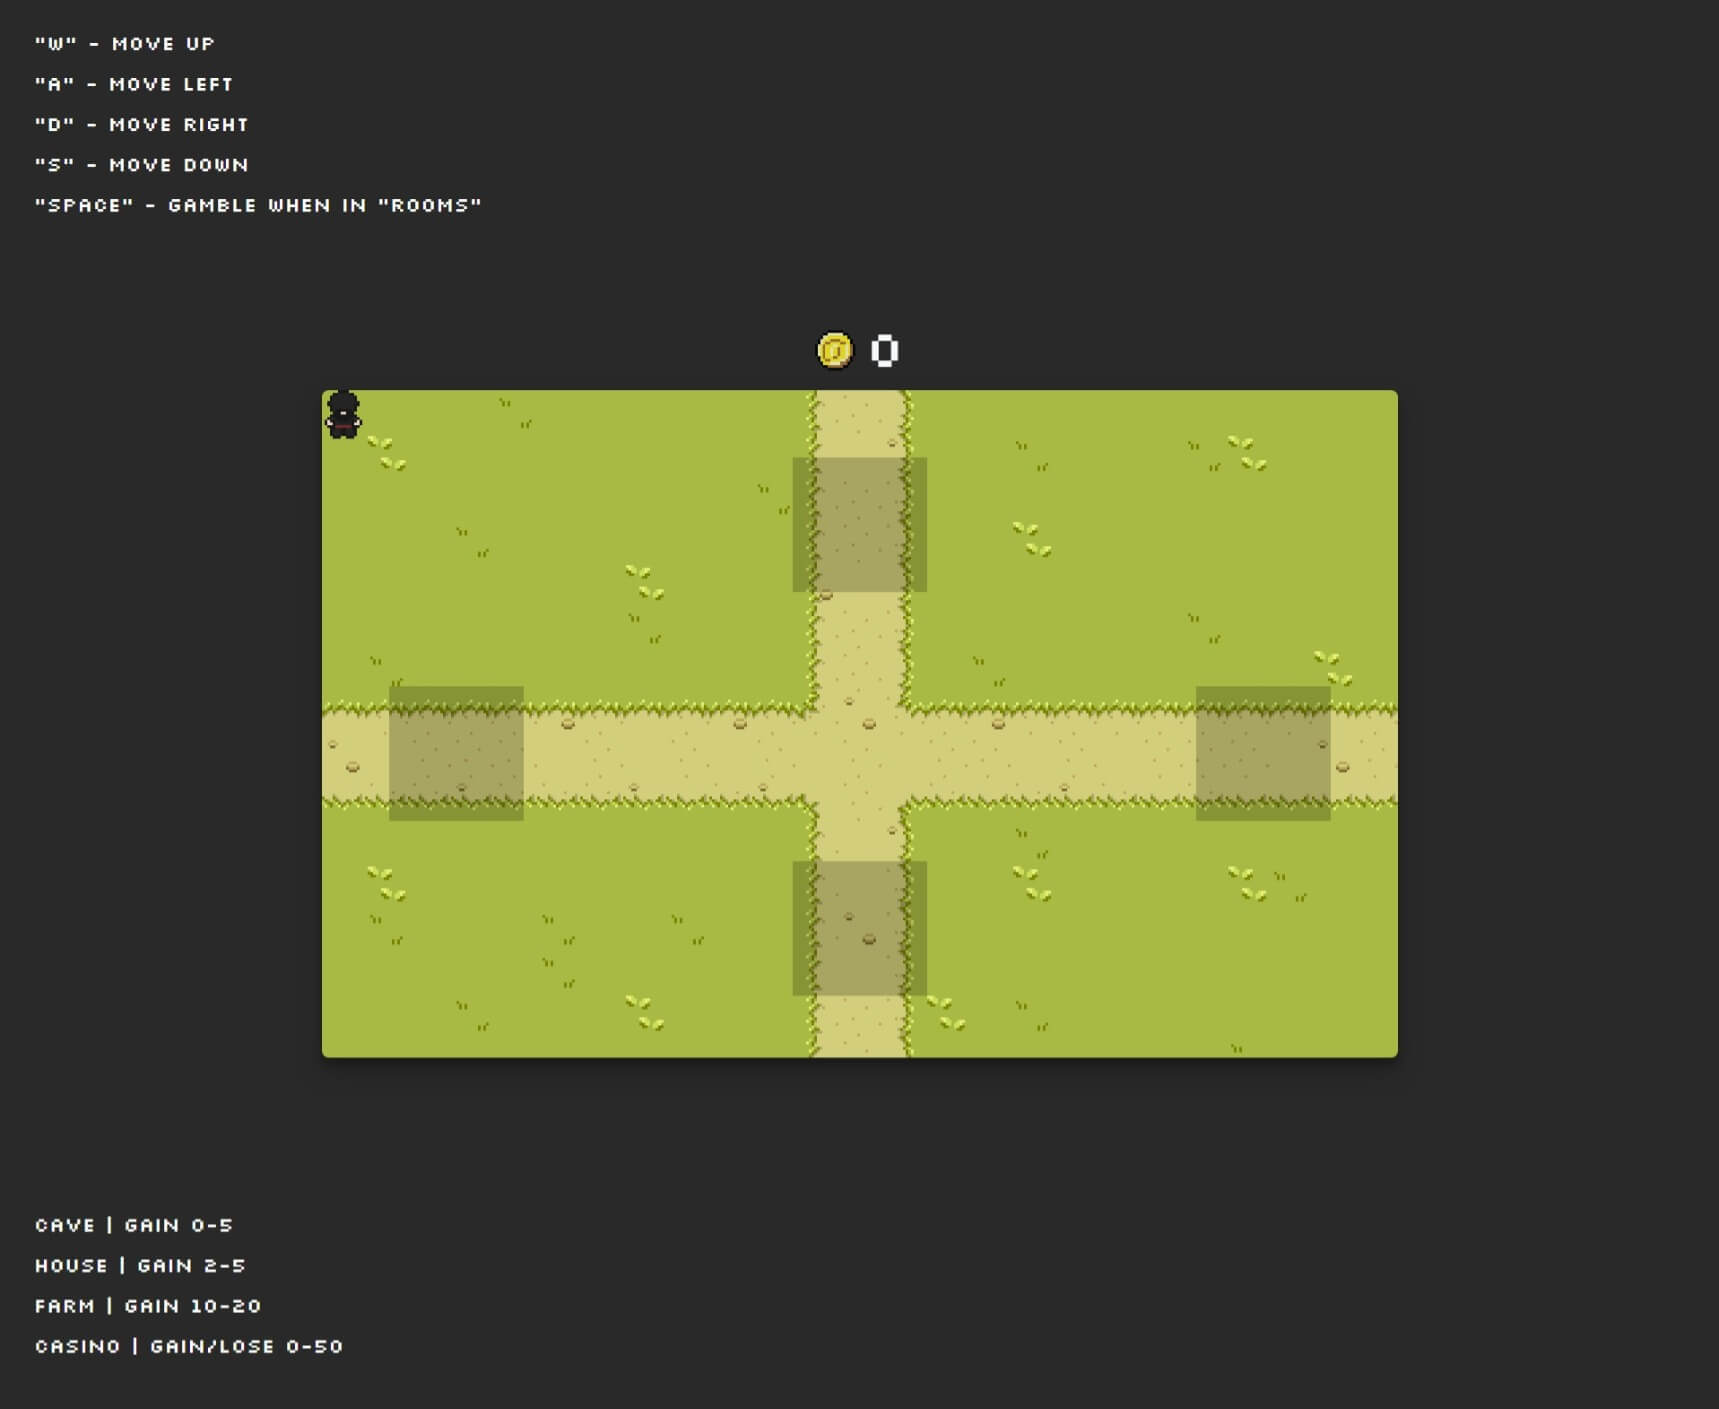 "W" - MOVE UP
"A" - MOVE LEFT
"D" - MOVE RIGHT
"S" - MOVE DOWN
"SPACE" - GAMBLE WHEN IN "ROOMS"
0
CAVE | GAIN 0-5
HOUSE | GAIN 2-5
FARM | GAIN 10-20
CASINO | GAIN/LOSE 0-50